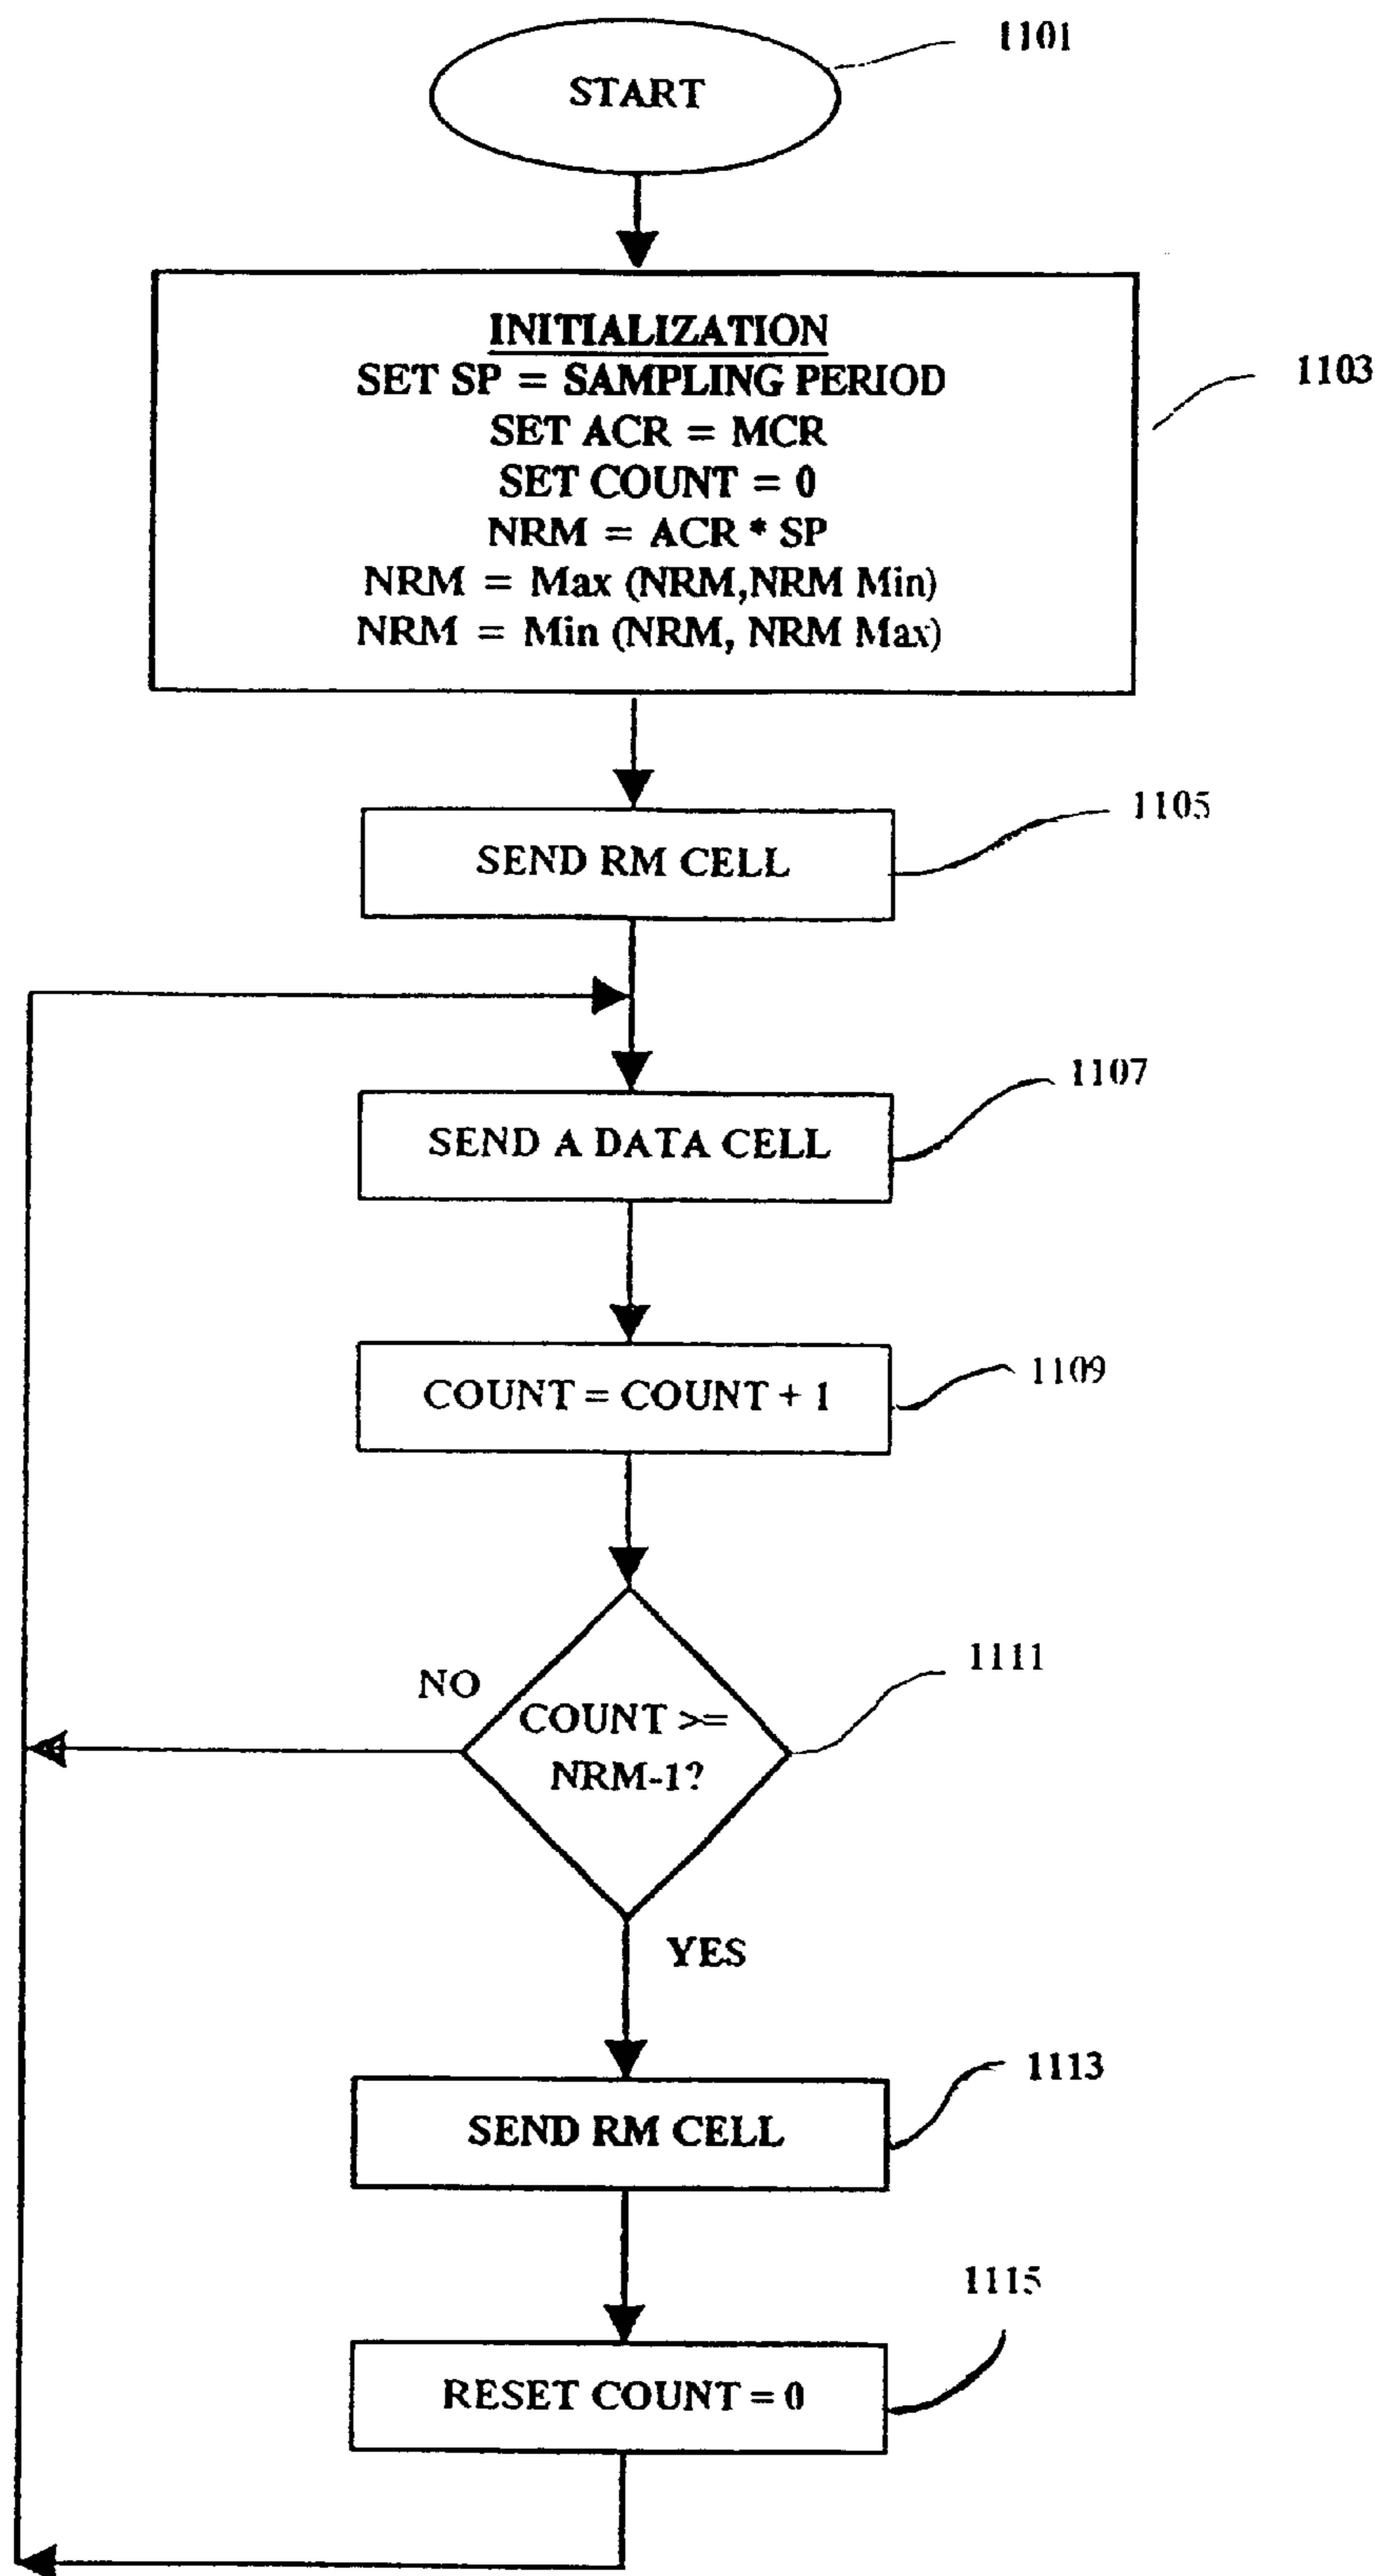 1101
START
INITIALIZATION
SET SP = SAMPLING PERIOD
SET ACR = MCR
SET COUNT = 0
NRM = ACR * SP
NRM = Max (NRM,NRM Min)
NRM = Min (NRM, NRM Max)
1103
SEND RM CELL
1105
SEND A DATA CELL
1107
COUNT = COUNT + 1
1109
NO
COUNT >=
NRM-1?
1111
YES
SEND RM CELL
1113
RESET COUNT = 0
1115